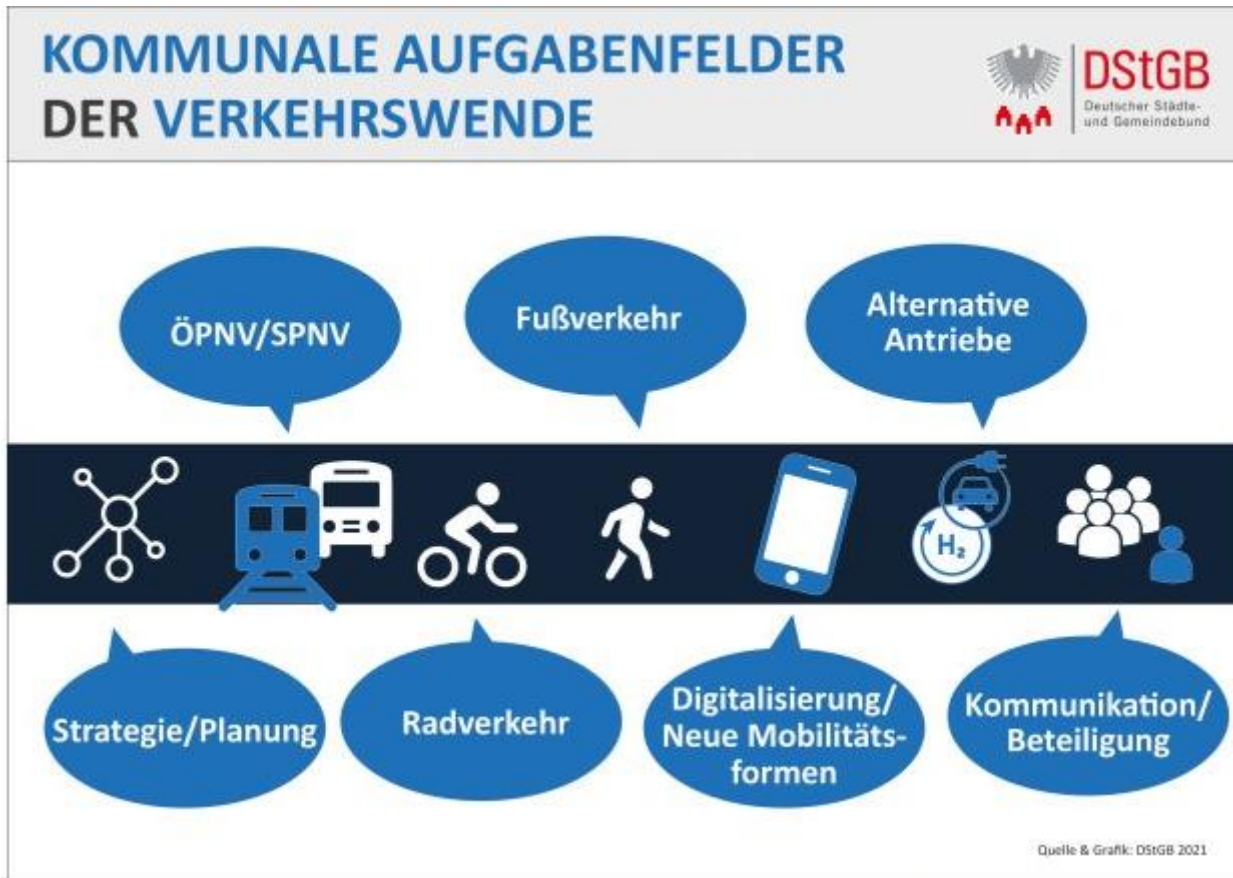 KOMMUNALE AUFGABENFELDER
DER VERKEHRSWENDE
DStGB
Deutscher Städte-
und Gemeindebund
ÖPNV/SPNV
Fußverkehr
Alternative
Antriebe
H₂
Strategie/Planung
Radverkehr
Digitalisierung/
Neue Mobilitäts-
formen
Kommunikation/
Beteiligung
Quelle & Grafik: DStGB 2021